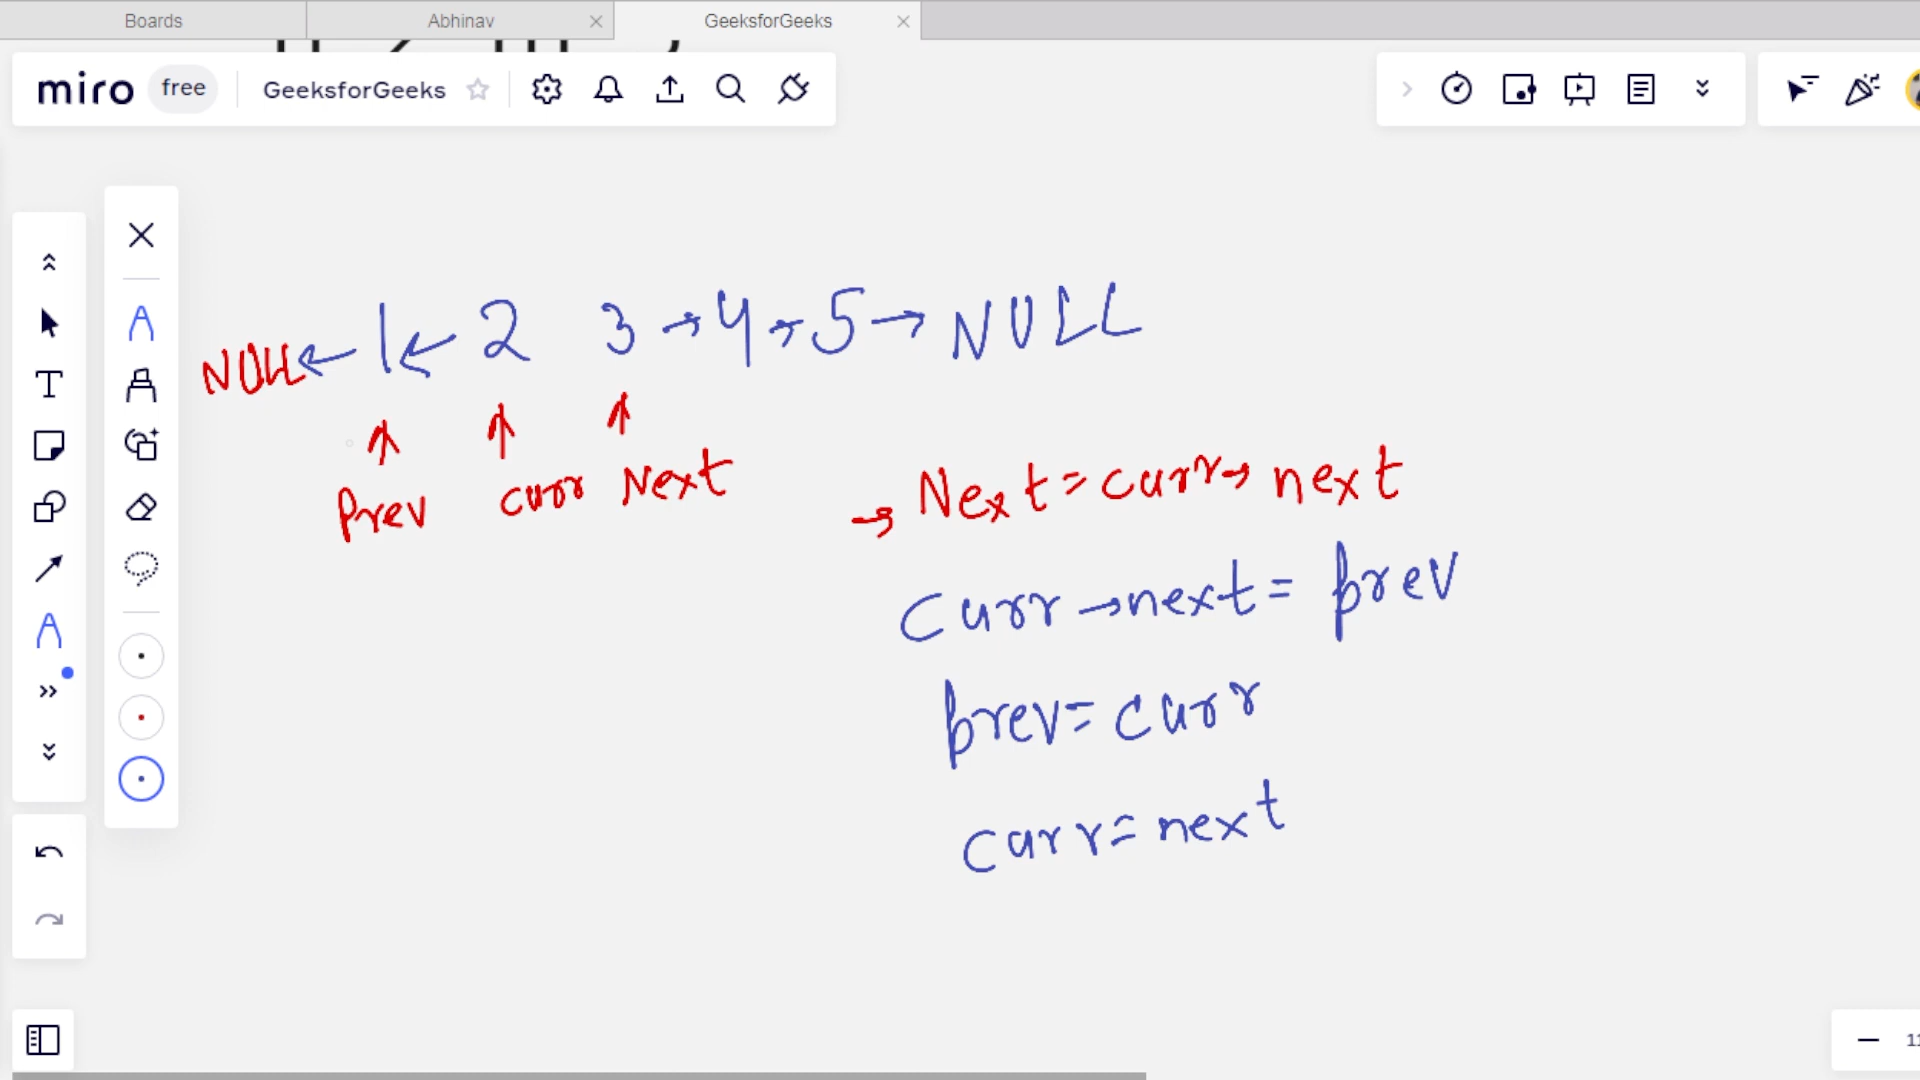 Boards Abhinav GeeksforGeeks
miro free GeeksforGeeks
1 ← 2 3 → 4 → 5 → NULL
NULL ←
Prev curr Next
→ Next = curr → next
Curr → next = prev
prev = curr
curr = next